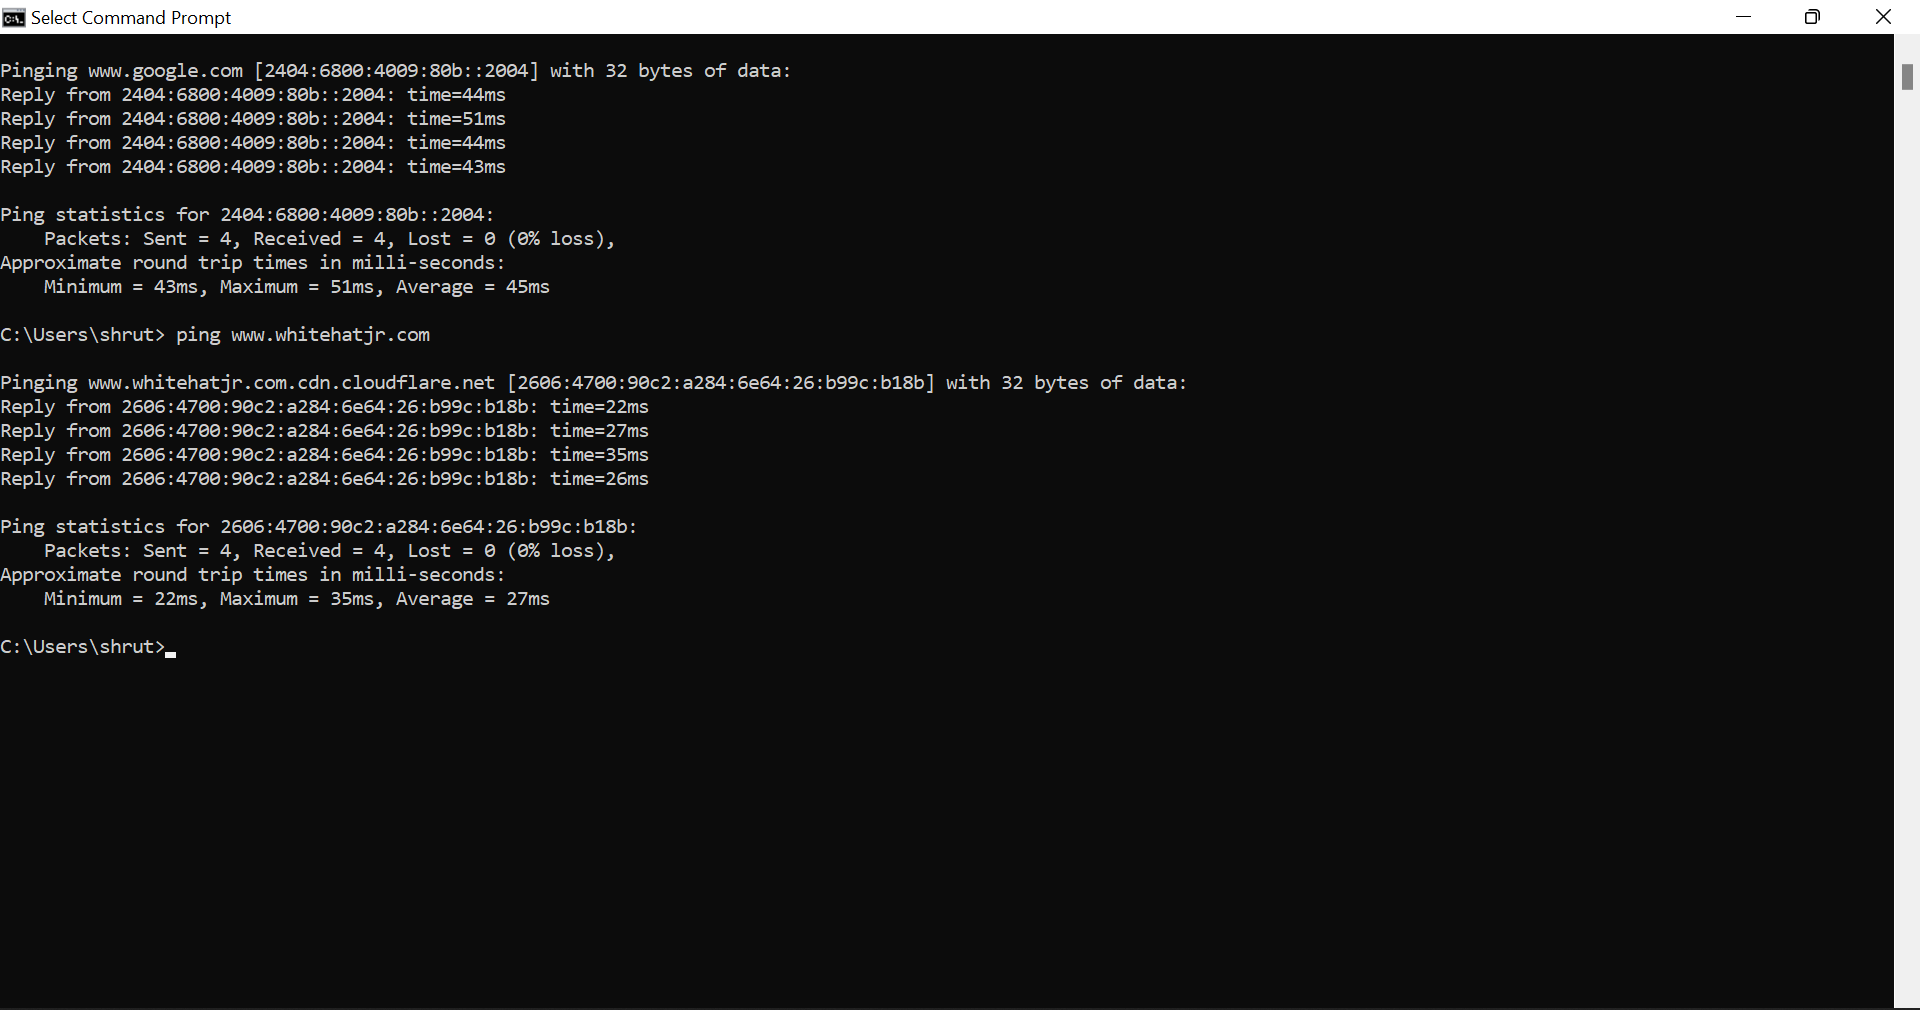 Select Command Prompt
Pinging www.google.com [2404:6800:4009:80b::2004] with 32 bytes of data:
Reply from 2404:6800:4009:80b::2004: time=44ms
Reply from 2404:6800:4009:80b::2004: time=51ms
Reply from 2404:6800:4009:80b::2004: time=44ms
Reply from 2404:6800:4009:80b::2004: time=43ms
Ping statistics for 2404:6800:4009:80b::2004:
    Packets: Sent = 4, Received = 4, Lost = 0 (0% loss),
Approximate round trip times in milli-seconds:
    Minimum = 43ms, Maximum = 51ms, Average = 45ms
C:\Users\shrut> ping www.whitehatjr.com
Pinging www.whitehatjr.com.cdn.cloudflare.net [2606:4700:90c2:a284:6e64:26:b99c:b18b] with 32 bytes of data:
Reply from 2606:4700:90c2:a284:6e64:26:b99c:b18b: time=22ms
Reply from 2606:4700:90c2:a284:6e64:26:b99c:b18b: time=27ms
Reply from 2606:4700:90c2:a284:6e64:26:b99c:b18b: time=35ms
Reply from 2606:4700:90c2:a284:6e64:26:b99c:b18b: time=26ms
Ping statistics for 2606:4700:90c2:a284:6e64:26:b99c:b18b:
    Packets: Sent = 4, Received = 4, Lost = 0 (0% loss),
Approximate round trip times in milli-seconds:
    Minimum = 22ms, Maximum = 35ms, Average = 27ms
C:\Users\shrut>